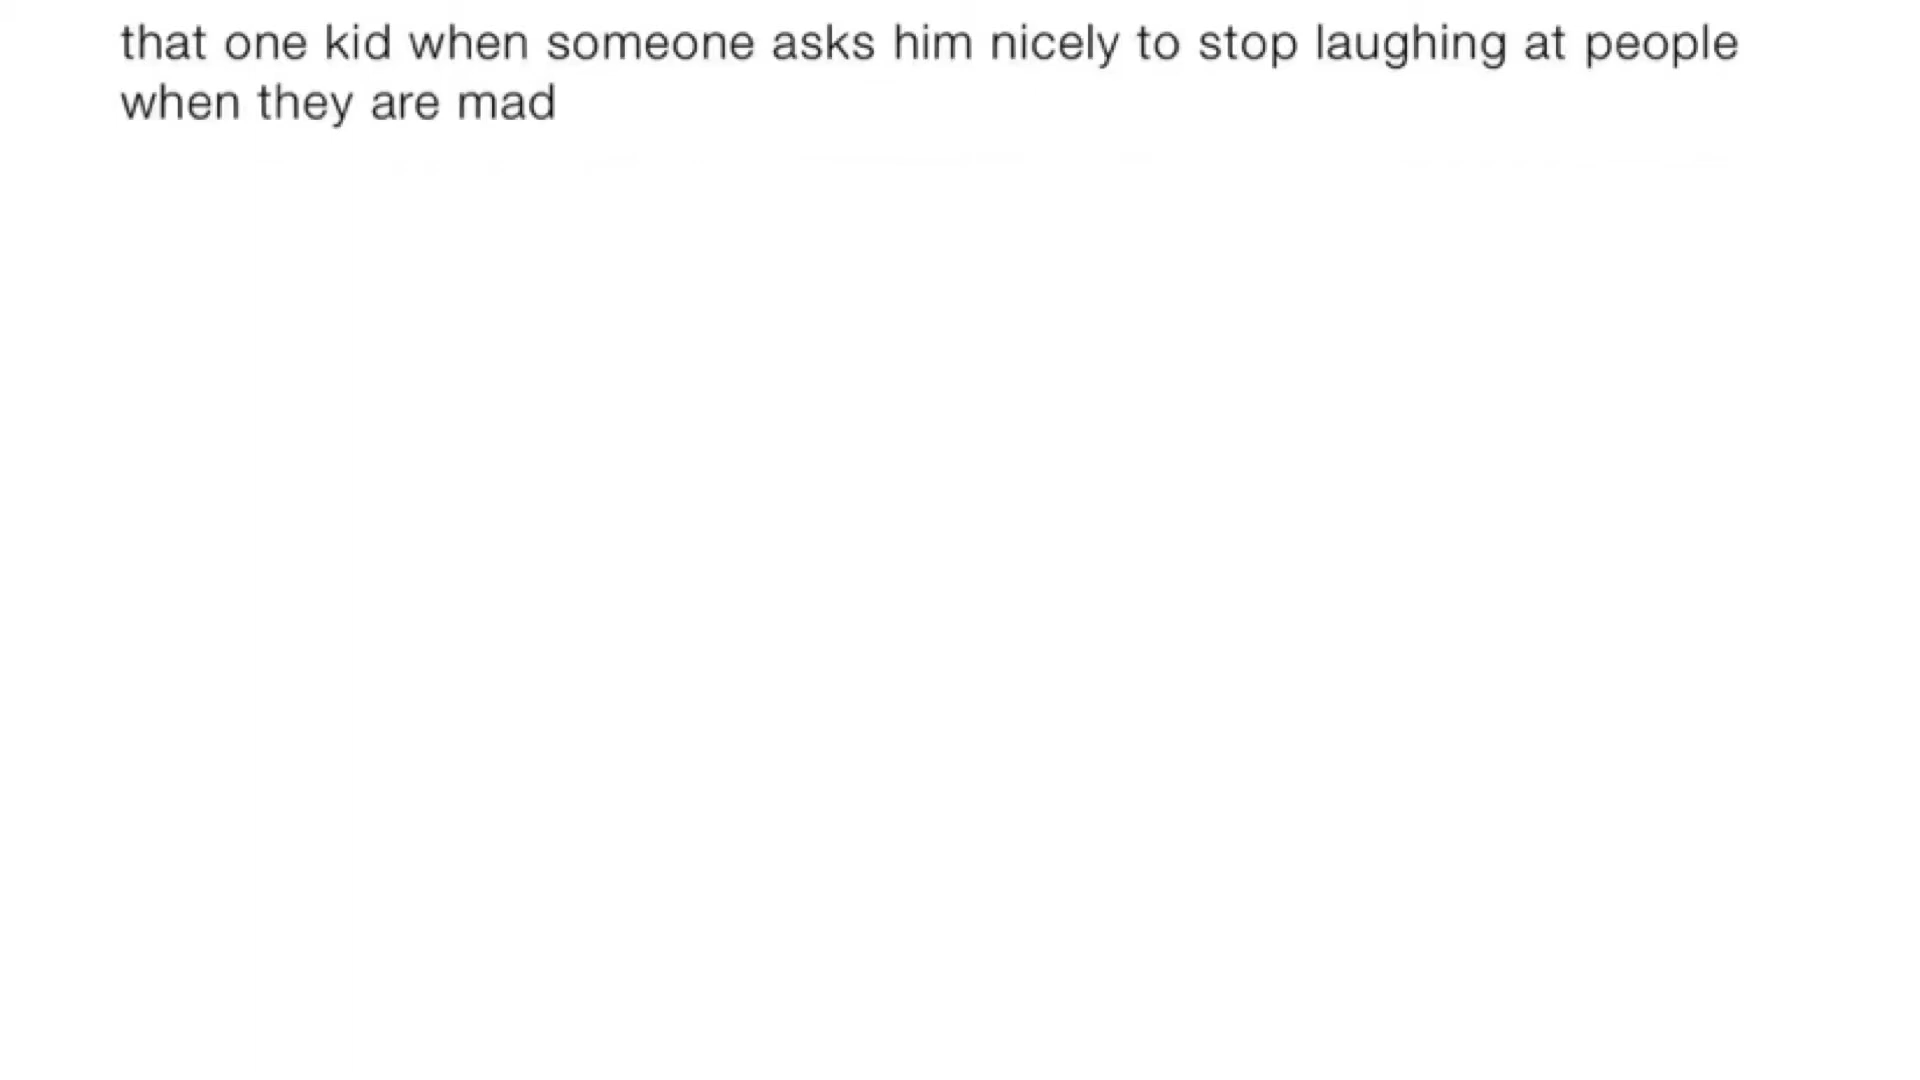 that one kid when someone asks him nicely to stop laughing at people
when they are mad